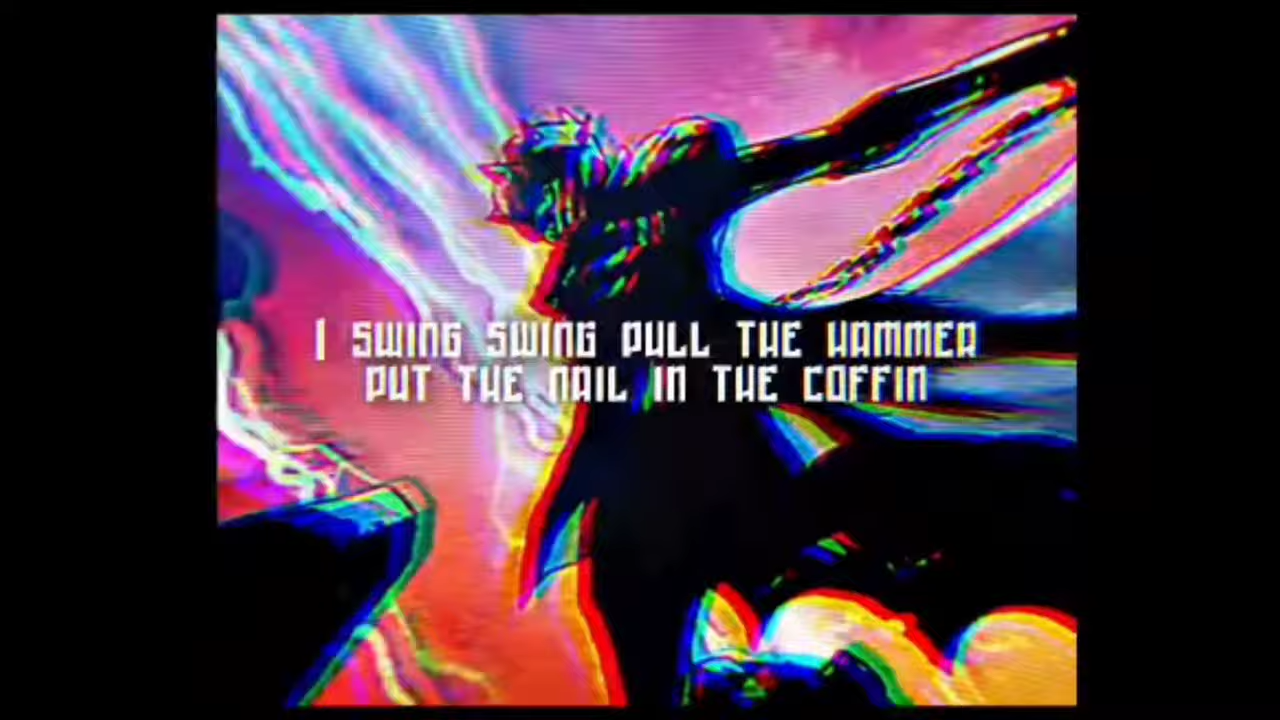 I SWING SWING PULL THE HAMMER
PUT THE NAIL IN THE COFFIN